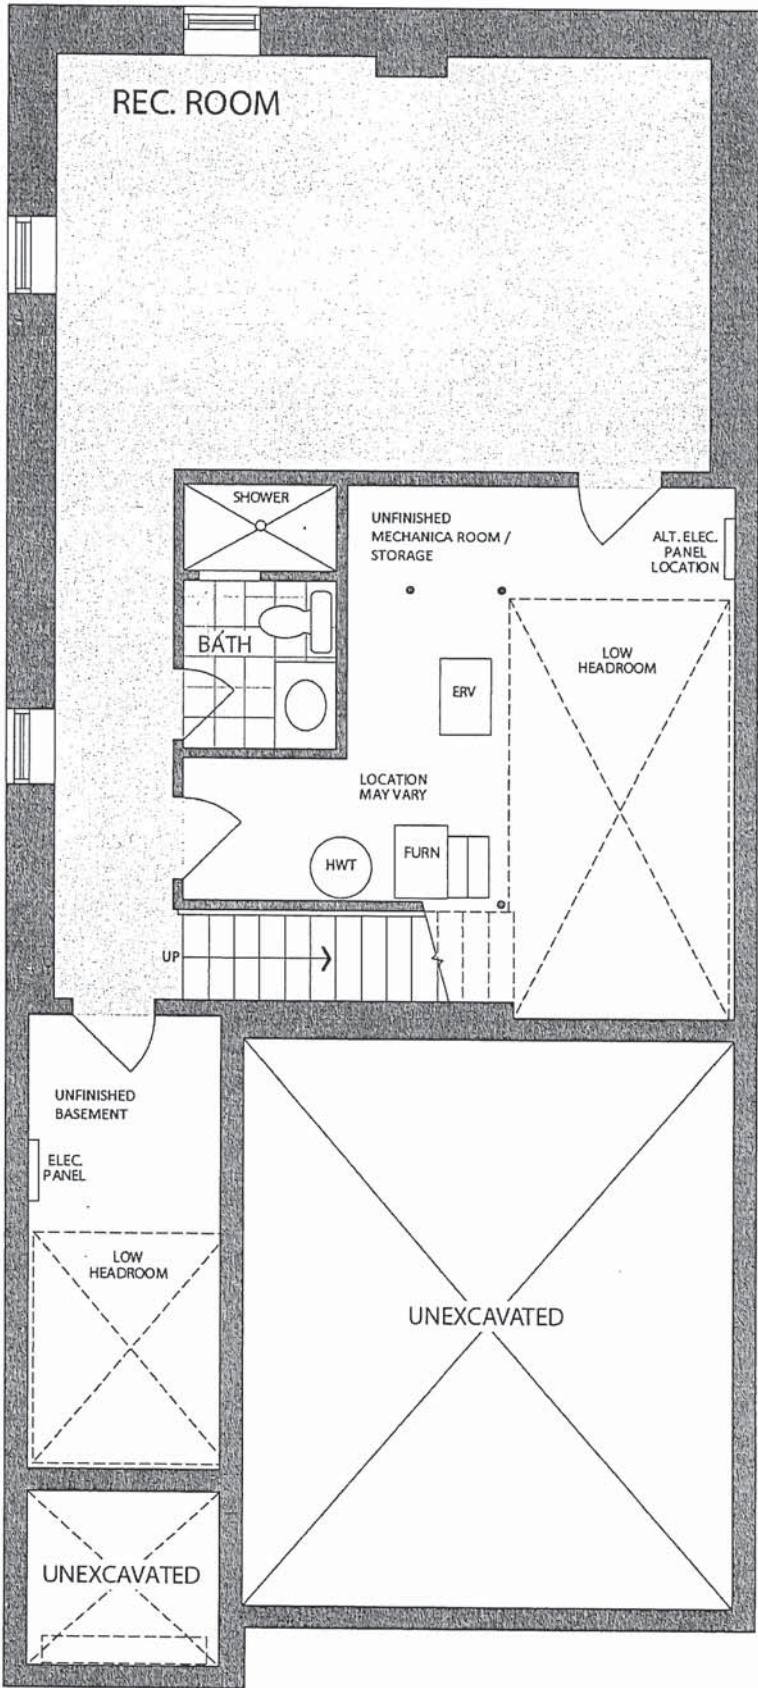 REC. ROOM
SHOWER
UNFINISHED
MECHANICA ROOM /
STORAGE
ALT. ELEC.
PANEL
LOCATION
BATH
LOW
HEADROOM
ERV
LOCATION
MAY VARY
HWT
FURN
UP
UNFINISHED
BASEMENT
ELEC.
PANEL
LOW
HEADROOM
UNEXCAVATED
UNEXCAVATED